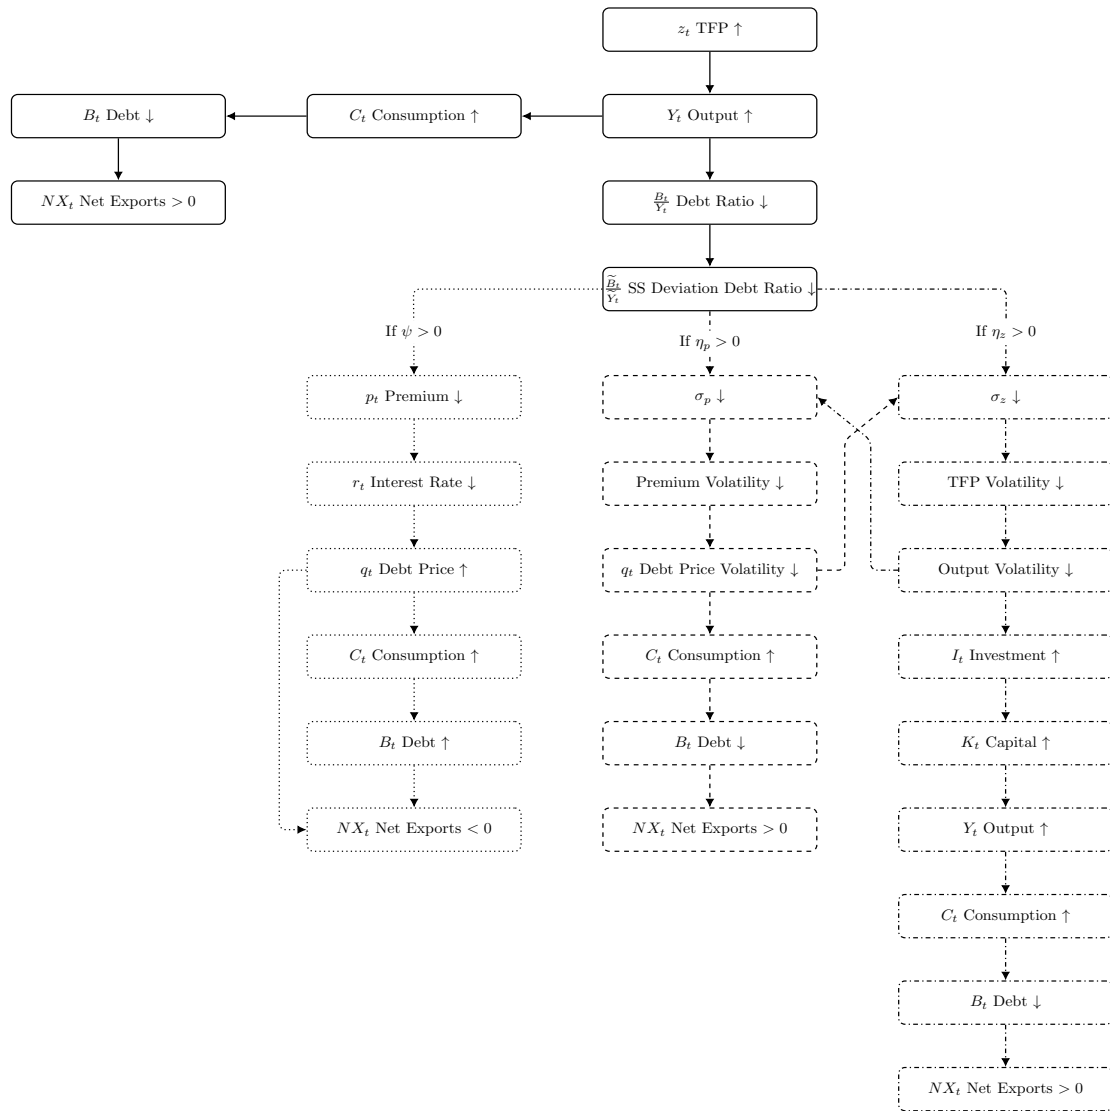 z_t TFP ↑
B_t Debt ↓
C_t Consumption ↑
Y_t Output ↑
NX_t Net Exports > 0
B_t/Y_t Debt Ratio ↓
B̃_t/Ỹ_t SS Deviation Debt Ratio ↓
If ψ > 0
If η_p > 0
If η_z > 0
p_t Premium ↓
σ_p ↓
σ_z ↓
r_t Interest Rate ↓
Premium Volatility ↓
TFP Volatility ↓
q_t Debt Price ↑
q_t Debt Price Volatility ↓
Output Volatility ↓
C_t Consumption ↑
C_t Consumption ↑
I_t Investment ↑
B_t Debt ↑
B_t Debt ↓
K_t Capital ↑
NX_t Net Exports < 0
NX_t Net Exports > 0
Y_t Output ↑
C_t Consumption ↑
B_t Debt ↓
NX_t Net Exports > 0